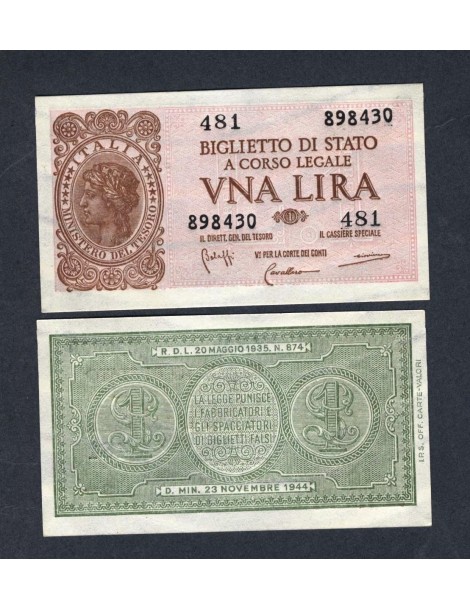 481 898430
BIGLIETTO DI STATO
A CORSO LEGALE
VNA LIRA
898430 481
IL DIRETT. GEN. DEL TESORO IL CASSIERE SPECIALE
VO PER LA CORTE DEI CONTI
Cavallaro
ITALIA
MINISTERO DEL TESORO
R. D. L. 20 MAGGIO 1935. N. 874
LA LEGGE PUNISCE
I FABBRICATORI E
GLI SPACCIATORI
DI BIGLIETTI FALSI
D. MIN. 23 NOVEMBRE 1944
I.P.S. OFF. CARTE-VALORI